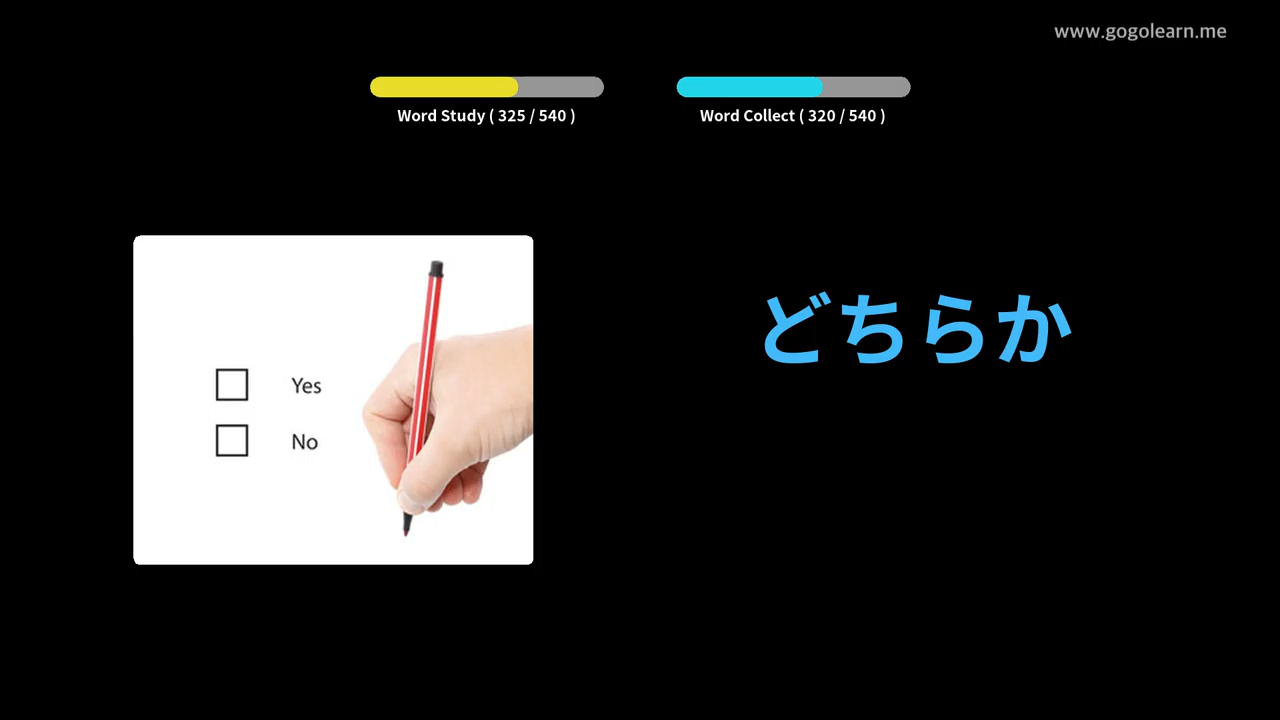 www.gogolearn.me
Word Study ( 325 / 540 )
Word Collect ( 320 / 540 )
どちらか
Yes
No